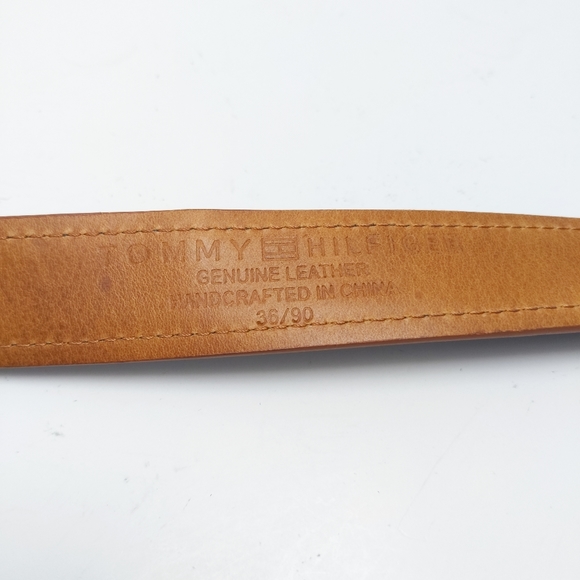 TOMMY HILFIGER
GENUINE LEATHER
HANDCRAFTED IN CHINA
36/90